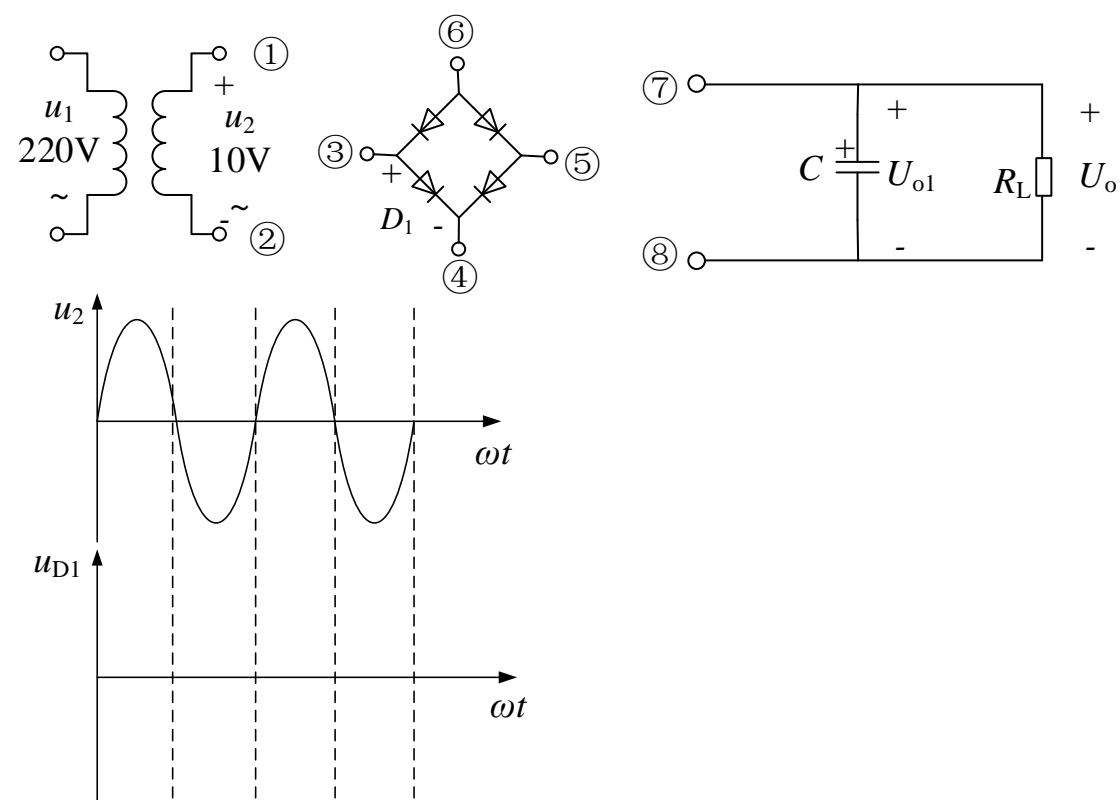 ① ⑥
+ ⑦ + +
u1 u2
220V 10V ③ ⑤ C + Uo1 RL Uo
+
~ -~ D1 - ⑧ - -
② ④
u2
ωt
uD1
ωt